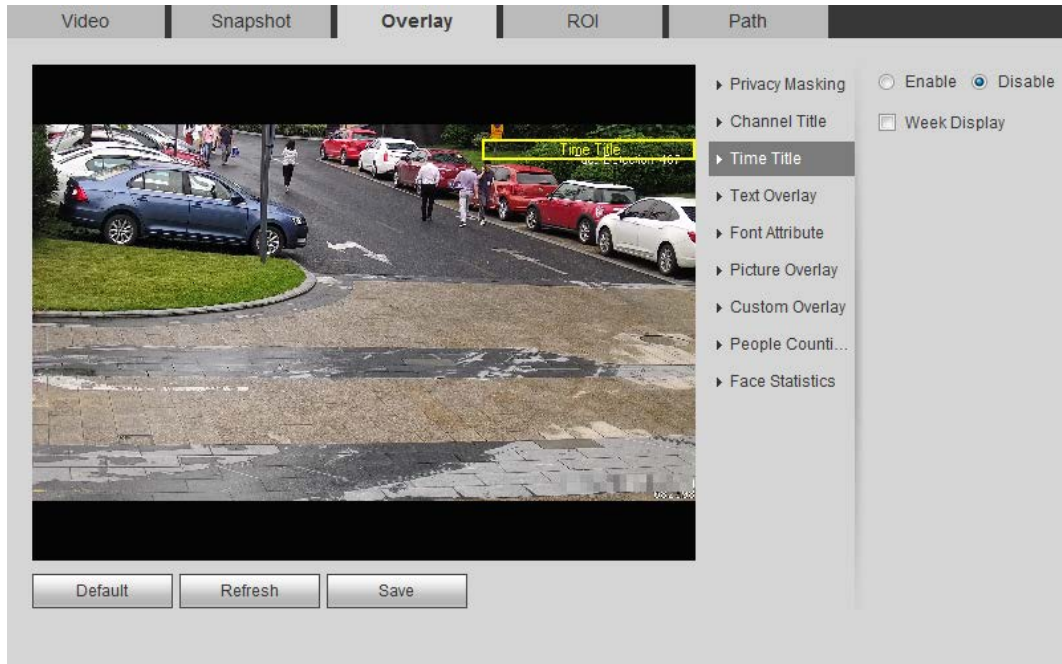 Video Snapshot Overlay ROI Path
Privacy Masking
Enable Disable
Channel Title
Week Display
Time Title
Time Title
Text Overlay
Font Attribute
Picture Overlay
Custom Overlay
People Counti...
Face Statistics
Default Refresh Save